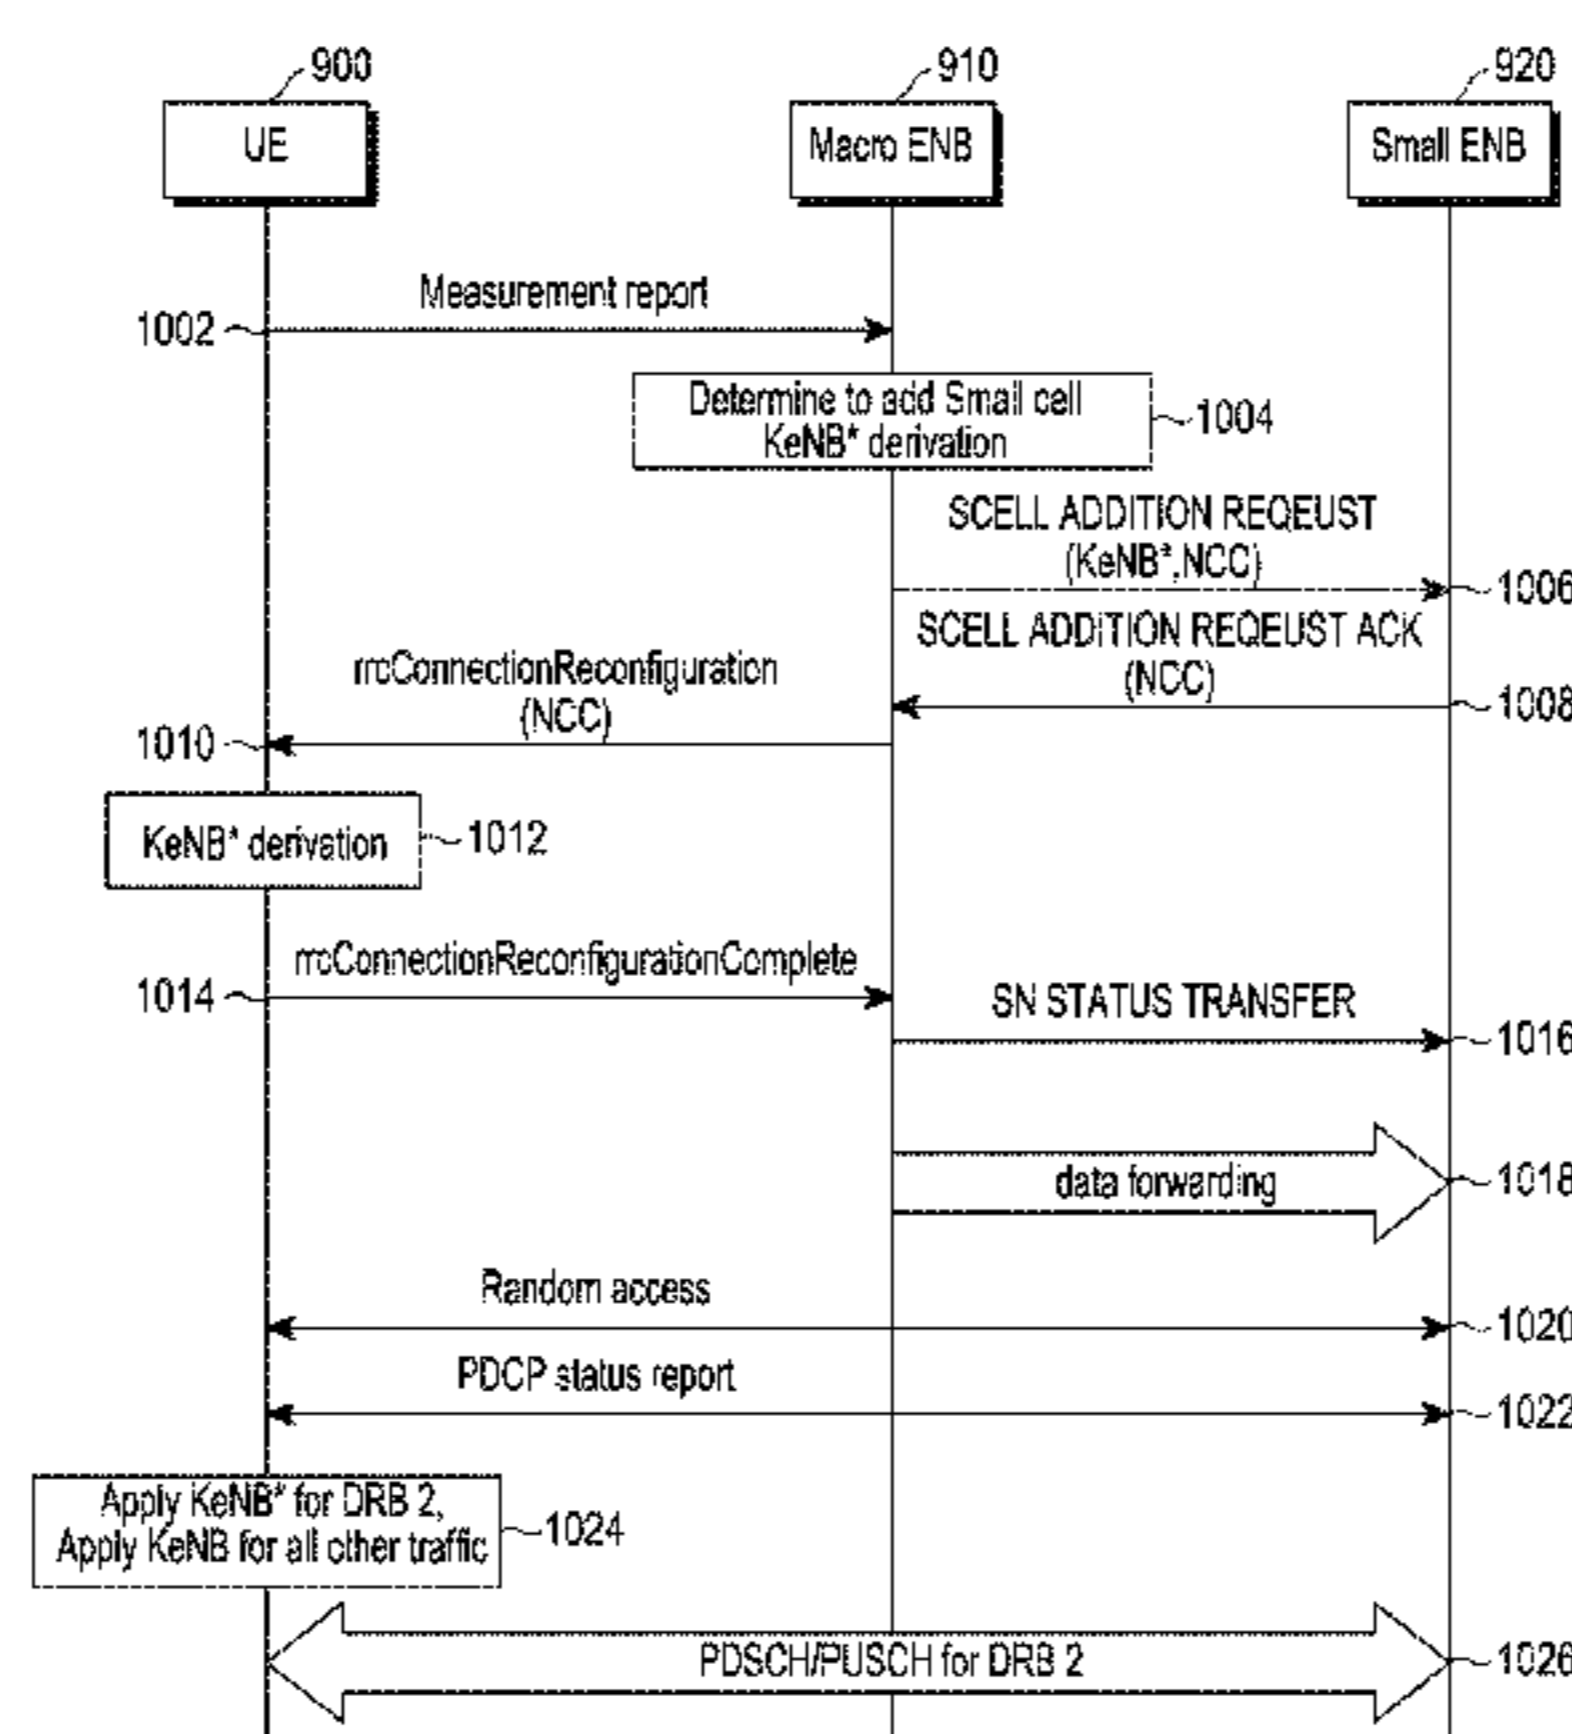 900
910
920
UE
Macro ENB
Small ENB
Measurement report
1002
Determine to add Small cell
KeNB* derivation
1004
SCELL ADDITION REQEUST
(KeNB*,NCC)
1006
SCELL ADDITION REQEUST ACK
(NCC)
1008
rrcConnectionReconfiguration
(NCC)
1010
KeNB* derivation
1012
rrcConnectionReconfigurationComplete
1014
SN STATUS TRANSFER
1016
data forwarding
1018
Random access
1020
PDCP status report
1022
Apply KeNB* for DRB 2,
Apply KeNB for all other traffic
1024
PDSCH/PUSCH for DRB 2
1026